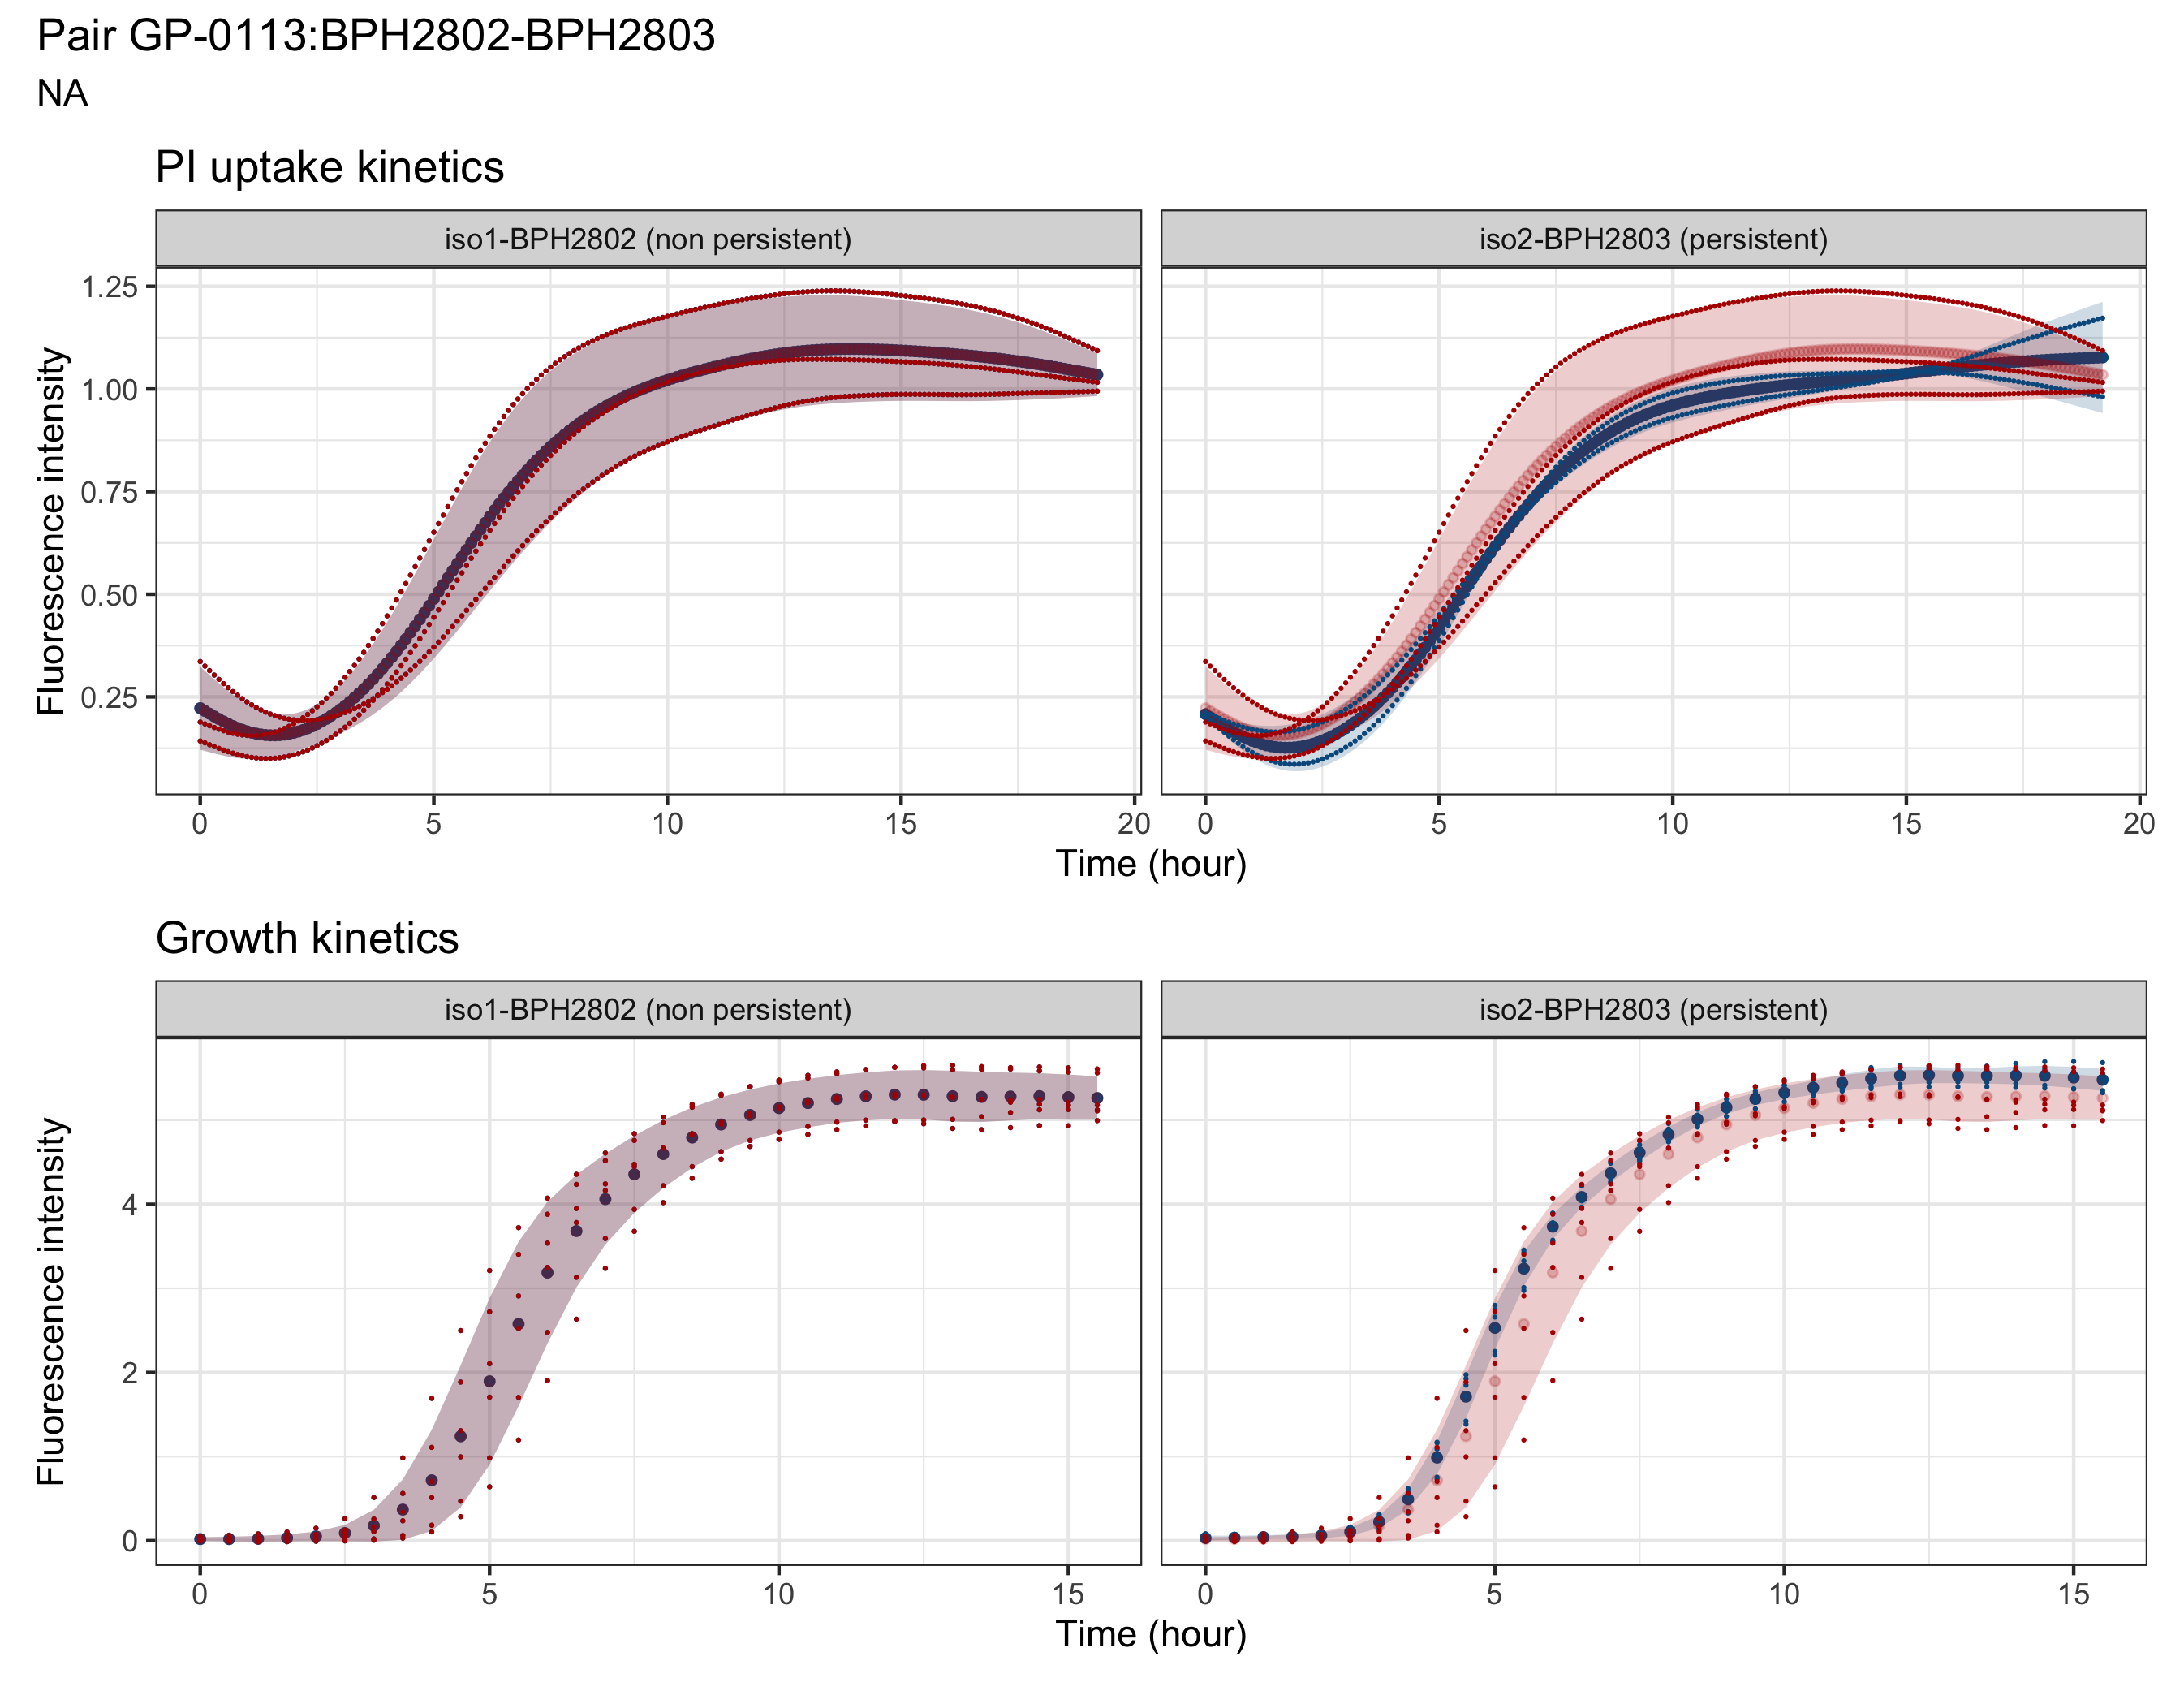 Pair GP-0113:BPH2802-BPH2803
NA
PI uptake kinetics
iso1-BPH2802 (non persistent)
iso2-BPH2803 (persistent)
Fluorescence intensity
1.25
1.00
0.75
0.50
0.25
0 5 10 15 20
0 5 10 15 20
Time (hour)
Growth kinetics
iso1-BPH2802 (non persistent)
iso2-BPH2803 (persistent)
Fluorescence intensity
4
2
0
0 5 10 15
0 5 10 15
Time (hour)